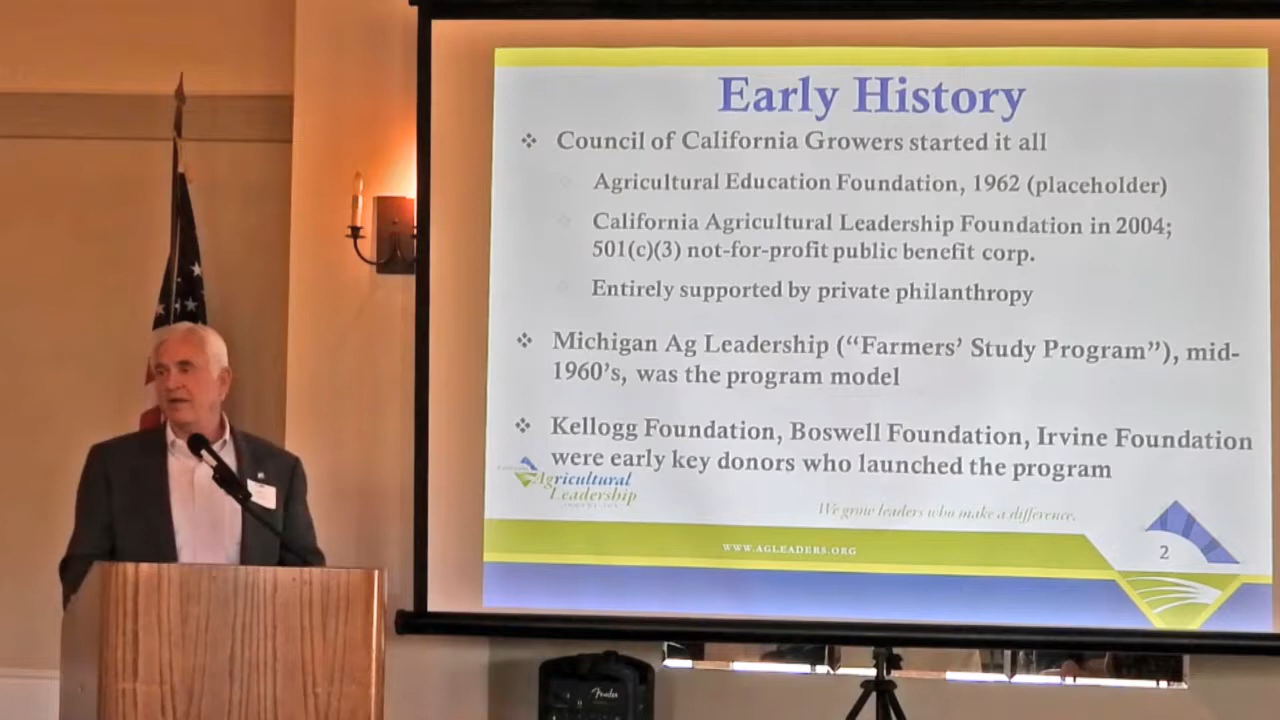 Early History
Council of California Growers started it all
Agricultural Education Foundation, 1962 (placeholder)
California Agricultural Leadership Foundation in 2004;
501(c)(3) not-for-profit public benefit corp.
Entirely supported by private philanthropy
Michigan Ag Leadership (“Farmers’ Study Program”), mid-
1960’s, was the program model
Kellogg Foundation, Boswell Foundation, Irvine Foundation
were early key donors who launched the program
Agricultural
Leadership
We grow leaders who make a difference.
WWW.AGLEADERS.ORG
2
Fender